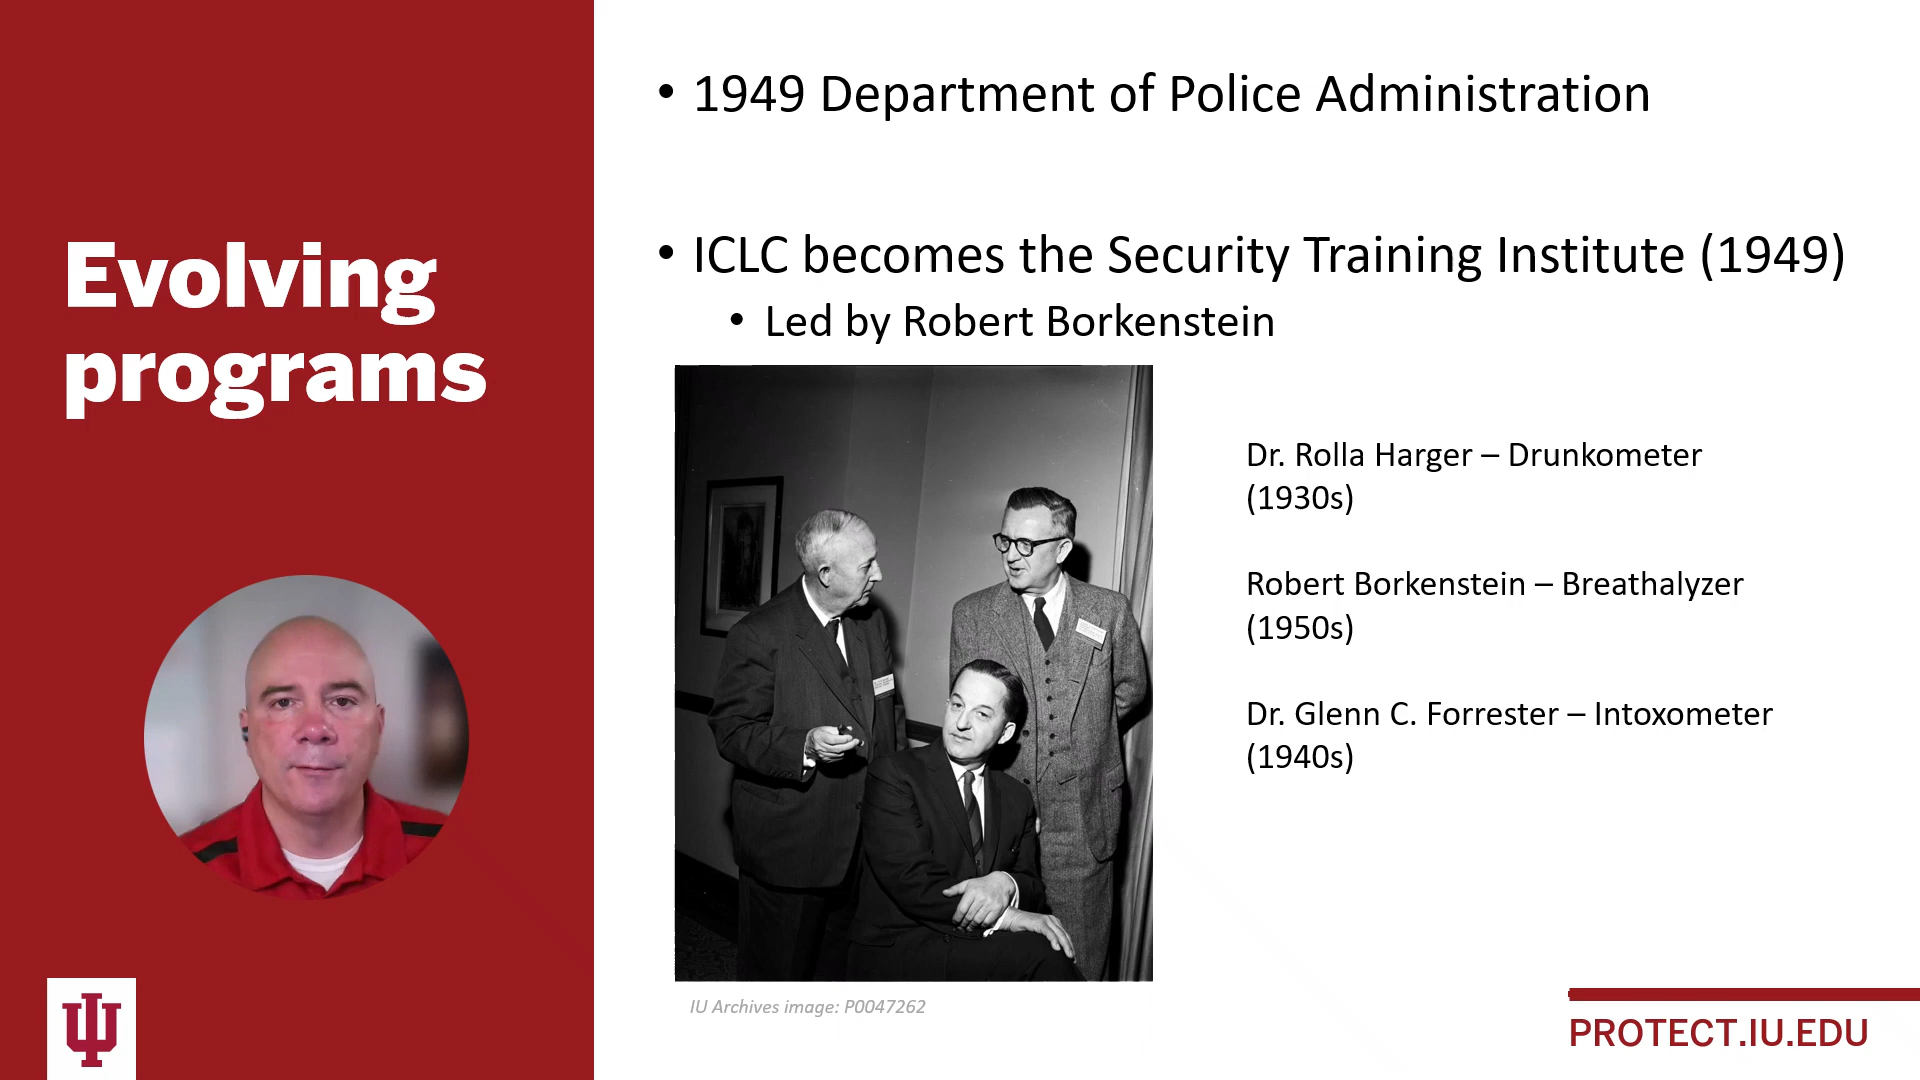 Evolving
programs
• 1949 Department of Police Administration
• ICLC becomes the Security Training Institute (1949)
• Led by Robert Borkenstein
Dr. Rolla Harger – Drunkometer
(1930s)
Robert Borkenstein – Breathalyzer
(1950s)
Dr. Glenn C. Forrester – Intoxometer
(1940s)
IU Archives image: P0047262
PROTECT.IU.EDU